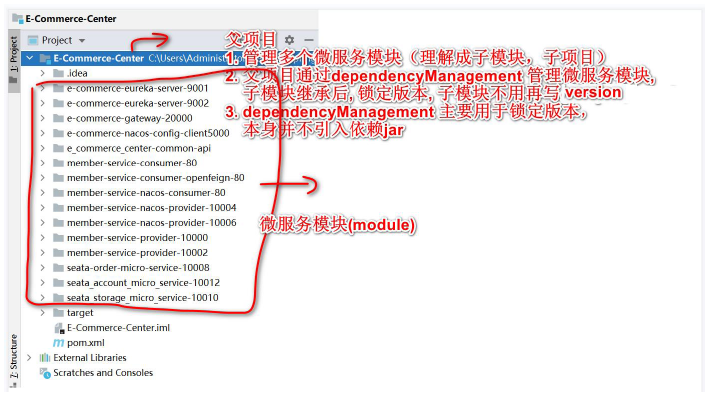 E-Commerce-Center
1: Project
Project
E-Commerce-Center C:\Users\Administ
.idea
e-commerce-eureka-server-9001
e-commerce-eureka-server-9002
e-commerce-gateway-20000
e-commerce-nacos-config-client5000
e_commerce_center-common-api
member-service-consumer-80
member-service-consumer-openfeign-80
member-service-nacos-consumer-80
member-service-nacos-provider-10004
member-service-nacos-provider-10006
member-service-provider-10000
member-service-provider-10002
seata-order-micro-service-10008
seata_account_micro_service-10012
seata_storage_micro_service-10010
target
E-Commerce-Center.iml
pom.xml
External Libraries
Scratches and Consoles
7: Structure
父项目
1. 管理多个微服务模块（理解成子模块，子项目）
2. 父项目通过dependencyManagement 管理微服务模块,
子模块继承后, 锁定版本, 子模块不用再写 version
3. dependencyManagement 主要用于锁定版本，
本身并不引入依赖jar
微服务模块(module)